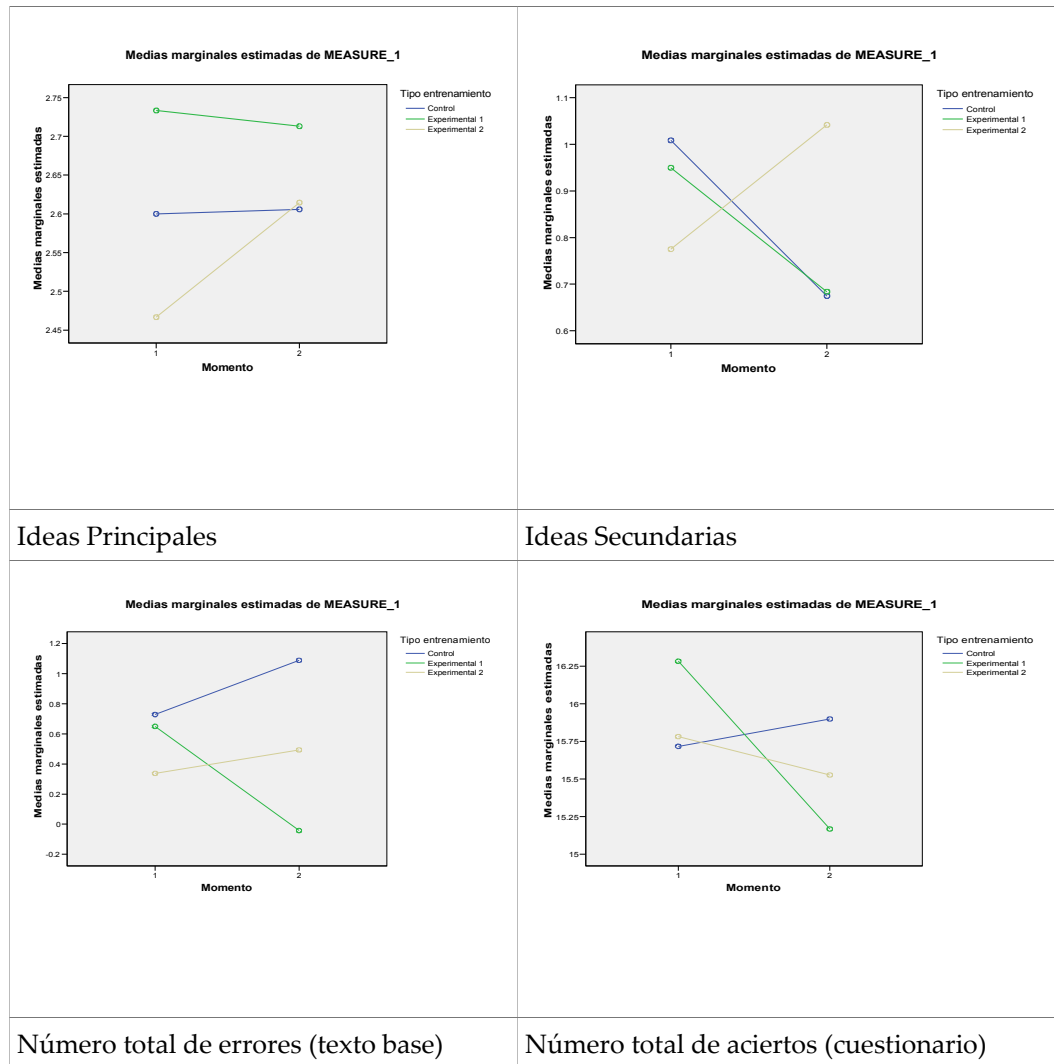 Medias marginales estimadas de MEASURE_1
Medias marginales estimadas
2.75
2.7
2.65
2.6
2.55
2.5
2.45
1
2
Momento
Tipo entrenamiento
Control
Experimental 1
Experimental 2
Ideas Principales
Medias marginales estimadas de MEASURE_1
Medias marginales estimadas
1.1
1
0.9
0.8
0.7
0.6
1
2
Momento
Tipo entrenamiento
Control
Experimental 1
Experimental 2
Ideas Secundarias
Medias marginales estimadas de MEASURE_1
Medias marginales estimadas
1.2
1
0.8
0.6
0.4
0.2
0
-0.2
1
2
Momento
Tipo entrenamiento
Control
Experimental 1
Experimental 2
Número total de errores (texto base)
Medias marginales estimadas de MEASURE_1
Medias marginales estimadas
16.25
16
15.75
15.5
15.25
15
1
2
Momento
Tipo entrenamiento
Control
Experimental 1
Experimental 2
Número total de aciertos (cuestionario)